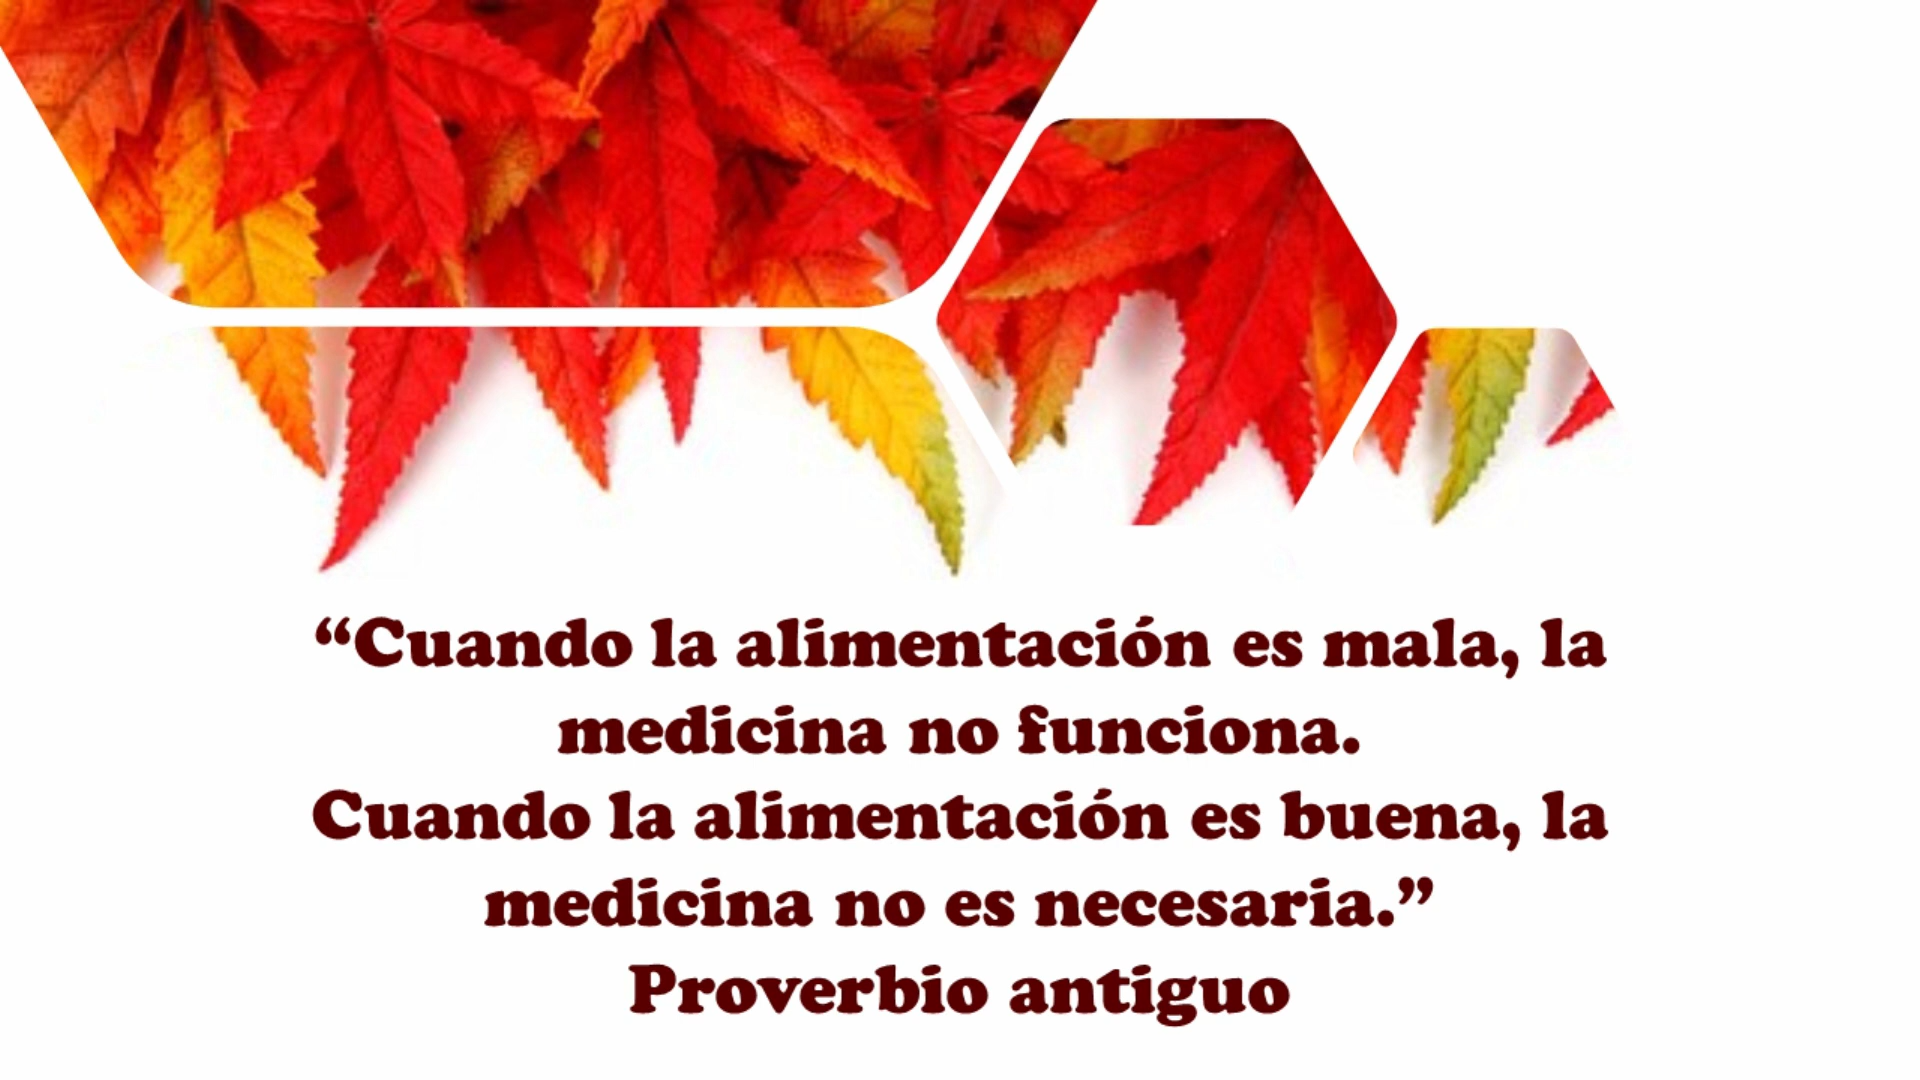 “Cuando la alimentación es mala, la
medicina no funciona.
Cuando la alimentación es buena, la
medicina no es necesaria.”
Proverbio antiguo